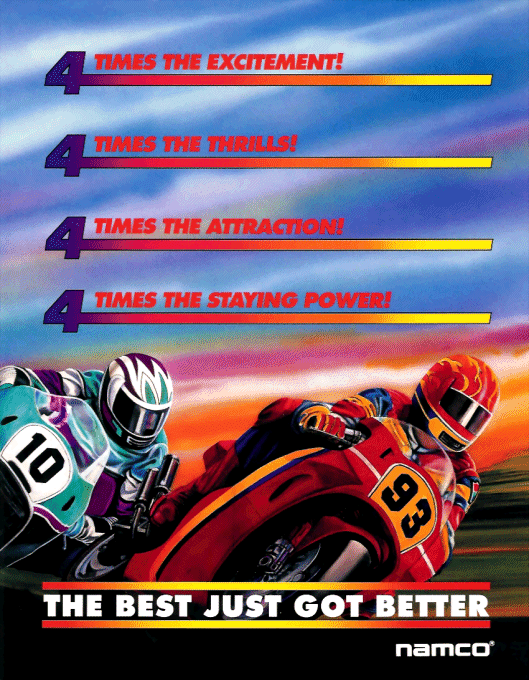 4 TIMES THE EXCITEMENT!
4 TIMES THE THRILLS!
4 TIMES THE ATTRACTION!
4 TIMES THE STAYING POWER!
10
93
THE BEST JUST GOT BETTER
namco®